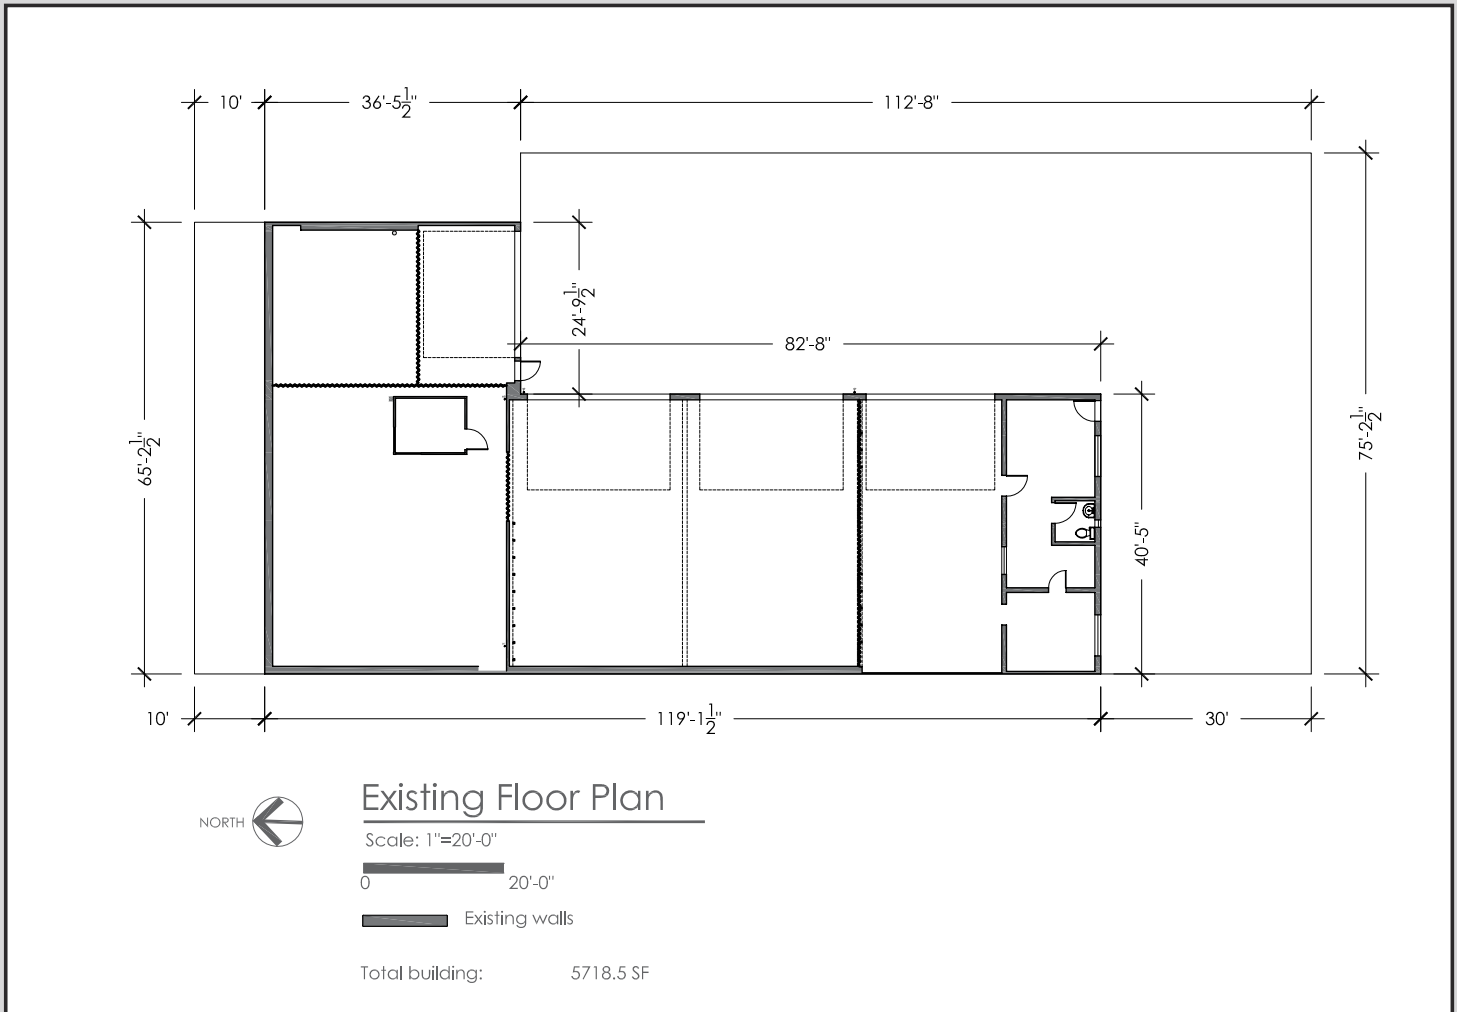 10' 36'-5 1/2" 112'-8"
24'-9 1/2"
82'-8"
65'-2 1/2"
75'-2 1/2"
40'-5"
10' 119'-1 1/2" 30'
NORTH
Existing Floor Plan
Scale: 1"=20'-0"
0 20'-0"
Existing walls
Total building: 5718.5 SF